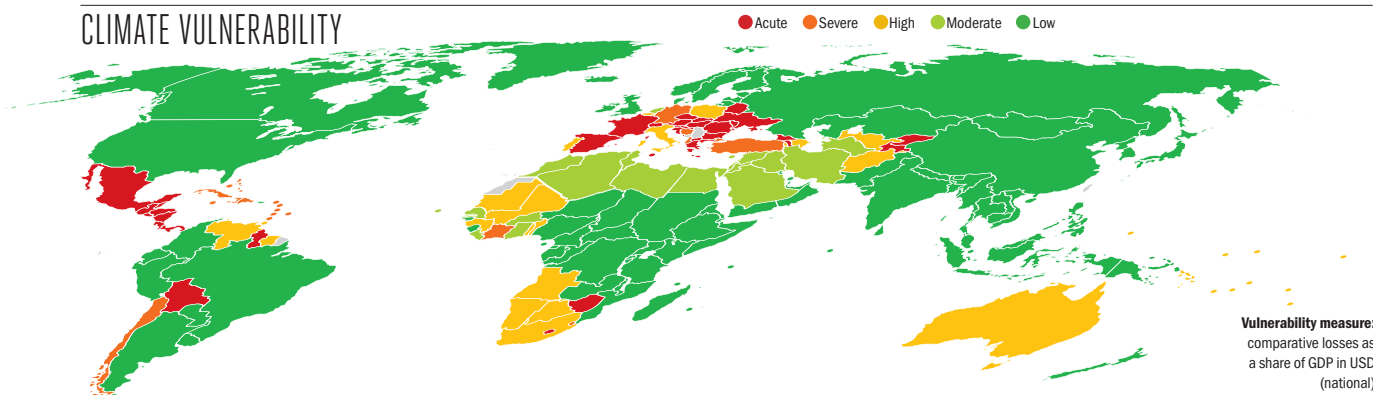 CLIMATE VULNERABILITY
Acute Severe High Moderate Low
Vulnerability measure:
comparative losses as
a share of GDP in USD
(national)